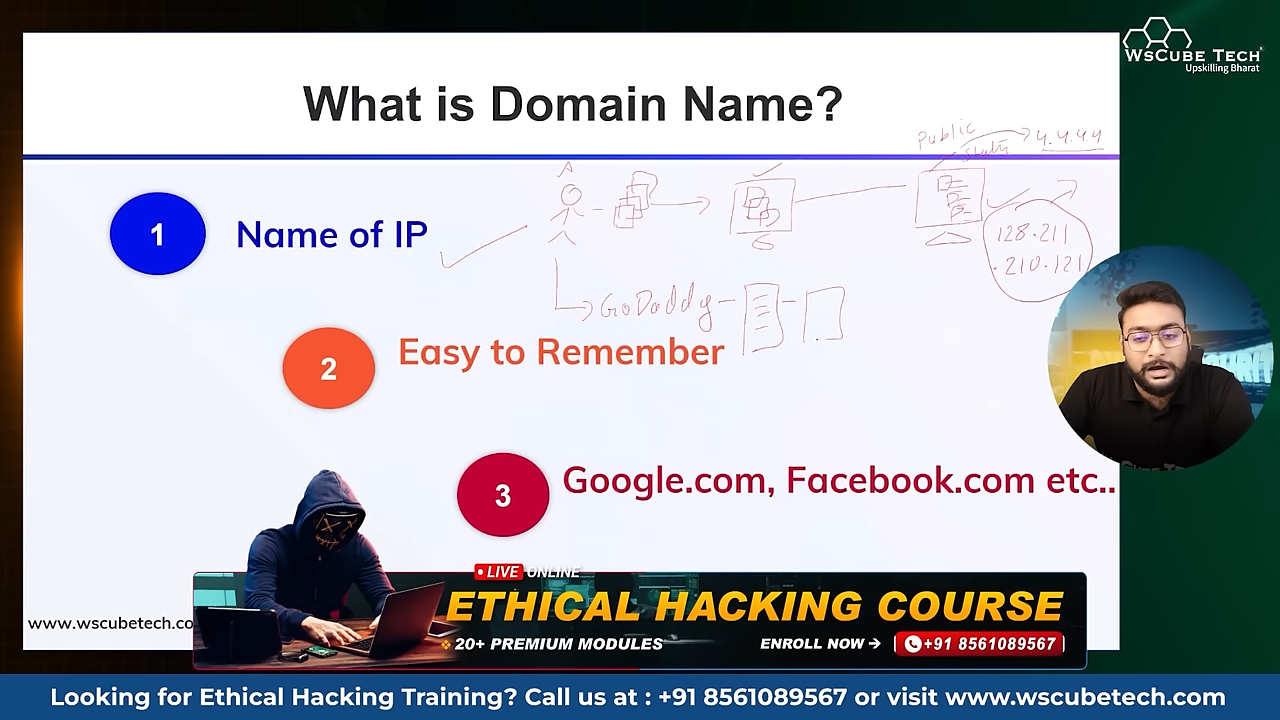 WSCUBE TECH
Upskilling Bharat
What is Domain Name?
Public
Static
4.4.4.4
A
1
Name of IP
128.211
.210.121
GoDaddy
2
Easy to Remember
3
Google.com, Facebook.com etc..
LIVE ONLINE
ETHICAL HACKING COURSE
20+ PREMIUM MODULES
ENROLL NOW →
+91 8561089567
www.wscubetech.co
Looking for Ethical Hacking Training? Call us at : +91 8561089567 or visit www.wscubetech.com